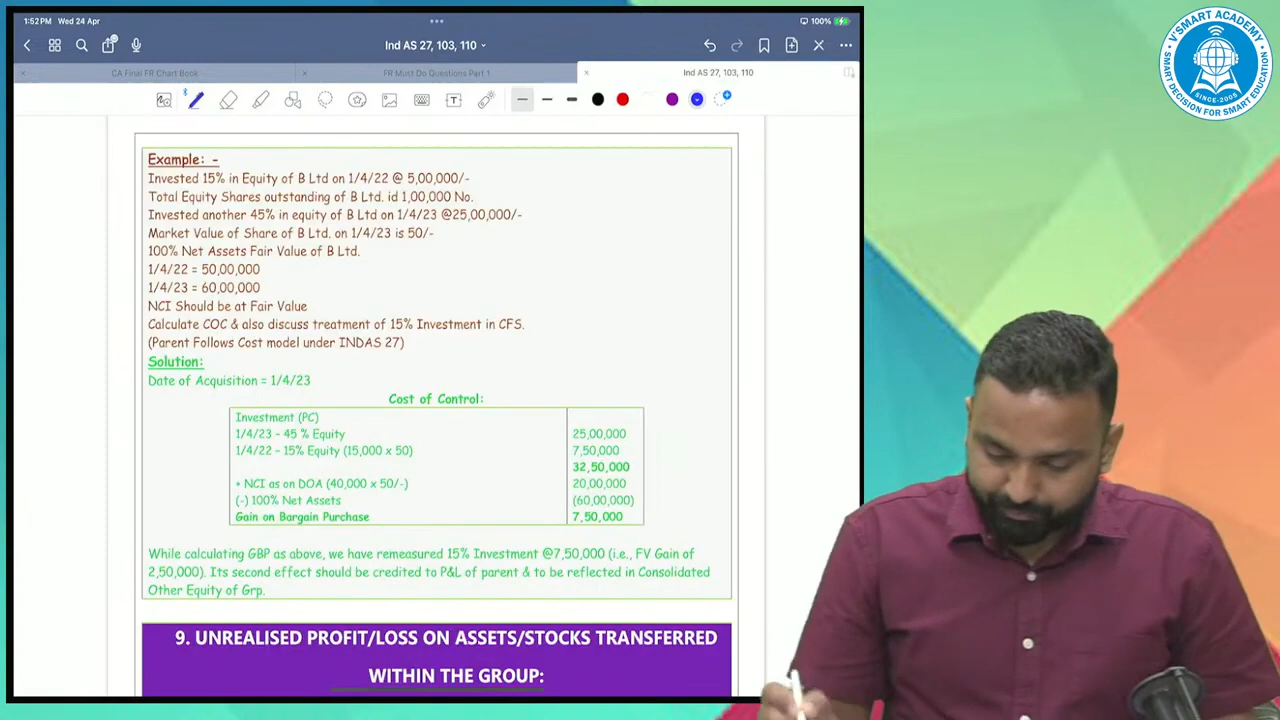 1:52 PM Wed 24 Apr
100%
Ind AS 27, 103, 110
CA Final FR Chart Book
FR Must Do Questions Part 1
Ind AS 27, 103, 110
Example: -
Invested 15% in Equity of B Ltd on 1/4/22 @ 5,00,000/-
Total Equity Shares outstanding of B Ltd. id 1,00,000 No.
Invested another 45% in equity of B Ltd on 1/4/23 @25,00,000/-
Market Value of Share of B Ltd. on 1/4/23 is 50/-
100% Net Assets Fair Value of B Ltd.
1/4/22 = 50,00,000
1/4/23 = 60,00,000
NCI Should be at Fair Value
Calculate COC & also discuss treatment of 15% Investment in CFS.
(Parent Follows Cost model under INDAS 27)
Solution:
Date of Acquisition = 1/4/23
Cost of Control:
Investment (PC)
1/4/23 – 45 % Equity 25,00,000
1/4/22 – 15% Equity (15,000 x 50) 7,50,000
32,50,000
+ NCI as on DOA (40,000 x 50/-) 20,00,000
(-) 100% Net Assets (60,00,000)
Gain on Bargain Purchase 7,50,000
While calculating GBP as above, we have remeasured 15% Investment @7,50,000 (i.e., FV Gain of
2,50,000). Its second effect should be credited to P&L of parent & to be reflected in Consolidated
Other Equity of Grp.
9. UNREALISED PROFIT/LOSS ON ASSETS/STOCKS TRANSFERRED
WITHIN THE GROUP:
V'SMART ACADEMY
SMART DECISION FOR SMART EDUCATION
SINCE-2005